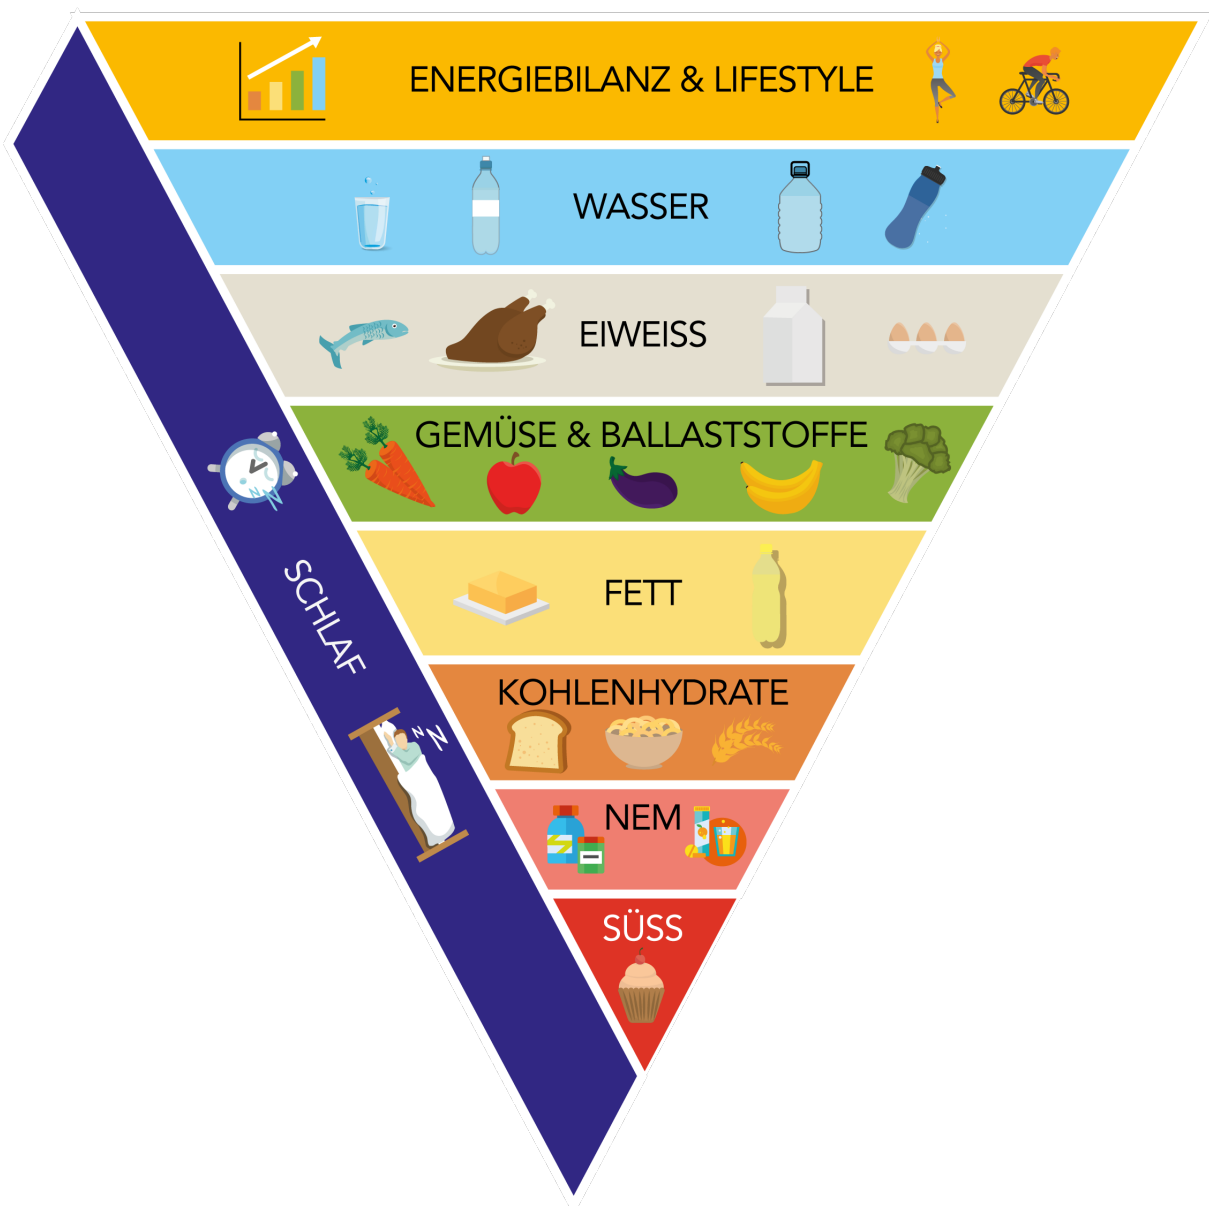 ENERGIEBILANZ & LIFESTYLE
WASSER
EIWEISS
GEMÜSE & BALLASTSTOFFE
FETT
KOHLENHYDRATE
NEM
SÜSS
SCHLAF
N N
N N